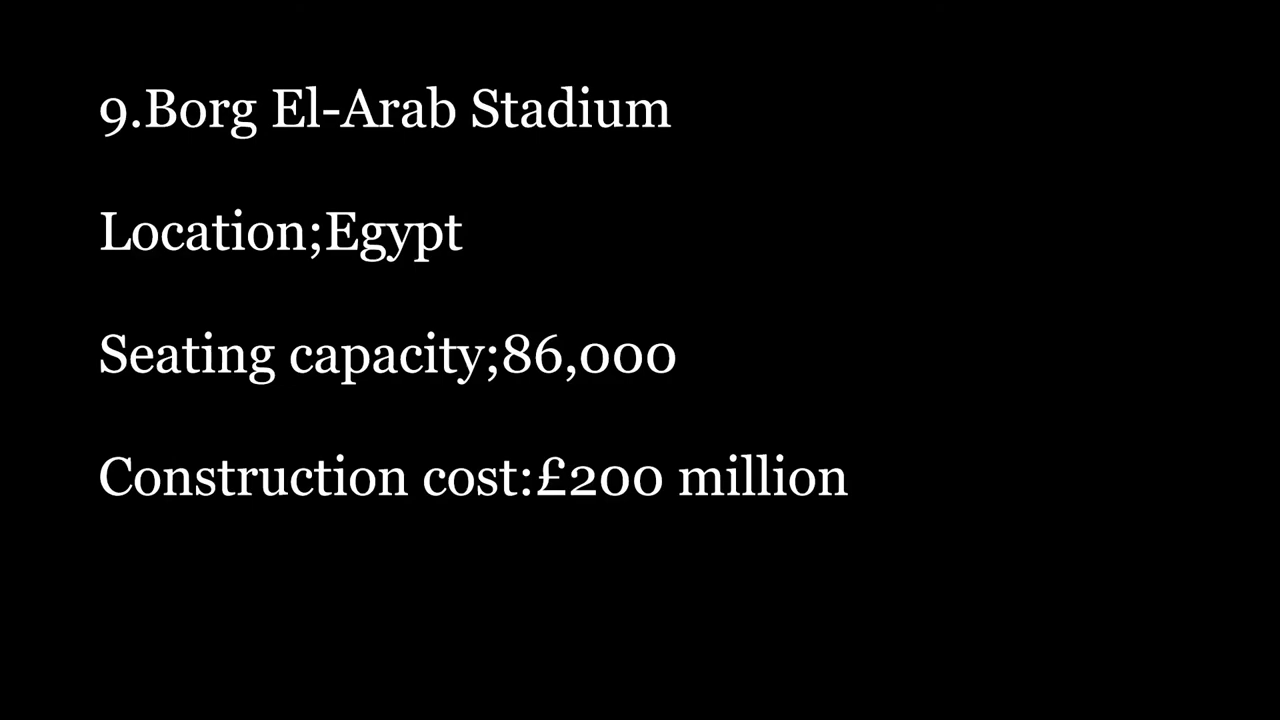 9.Borg El-Arab Stadium
Location;Egypt
Seating capacity;86,000
Construction cost:£200 million